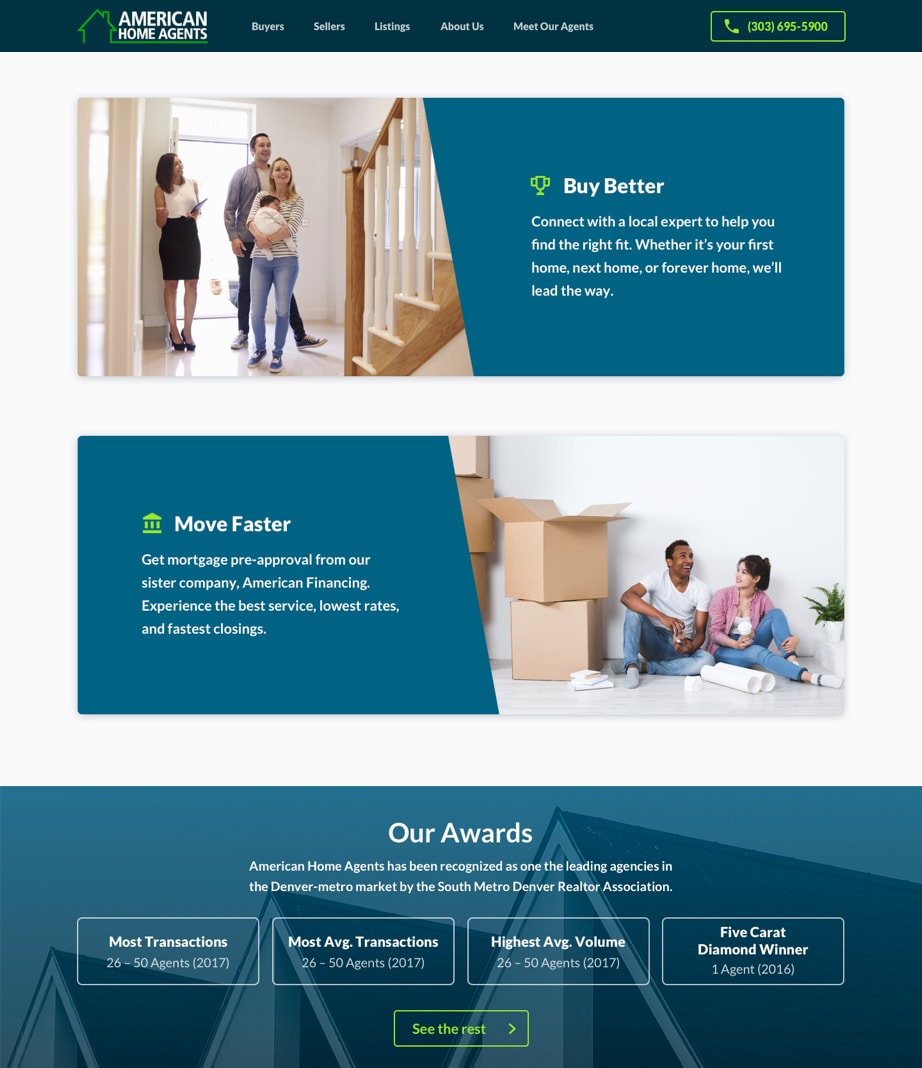 AMERICAN
HOME AGENTS
Buyers
Sellers
Listings
About Us
Meet Our Agents
(303) 695-5900
Buy Better
Connect with a local expert to help you
find the right fit. Whether it’s your first
home, next home, or forever home, we’ll
lead the way.
Move Faster
Get mortgage pre-approval from our
sister company, American Financing.
Experience the best service, lowest rates,
and fastest closings.
Our Awards
American Home Agents has been recognized as one the leading agencies in
the Denver-metro market by the South Metro Denver Realtor Association.
Most Transactions
26 – 50 Agents (2017)
Most Avg. Transactions
26 – 50 Agents (2017)
Highest Avg. Volume
26 – 50 Agents (2017)
Five Carat
Diamond Winner
1 Agent (2016)
See the rest